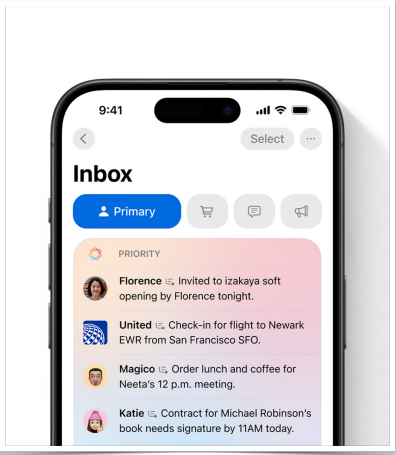 9:41
Select
Inbox
Primary
PRIORITY
Florence Invited to izakaya soft
opening by Florence tonight.
United Check-in for flight to Newark
EWR from San Francisco SFO.
Magico Order lunch and coffee for
Neeta's 12 p.m. meeting.
Katie Contract for Michael Robinson's
book needs signature by 11AM today.